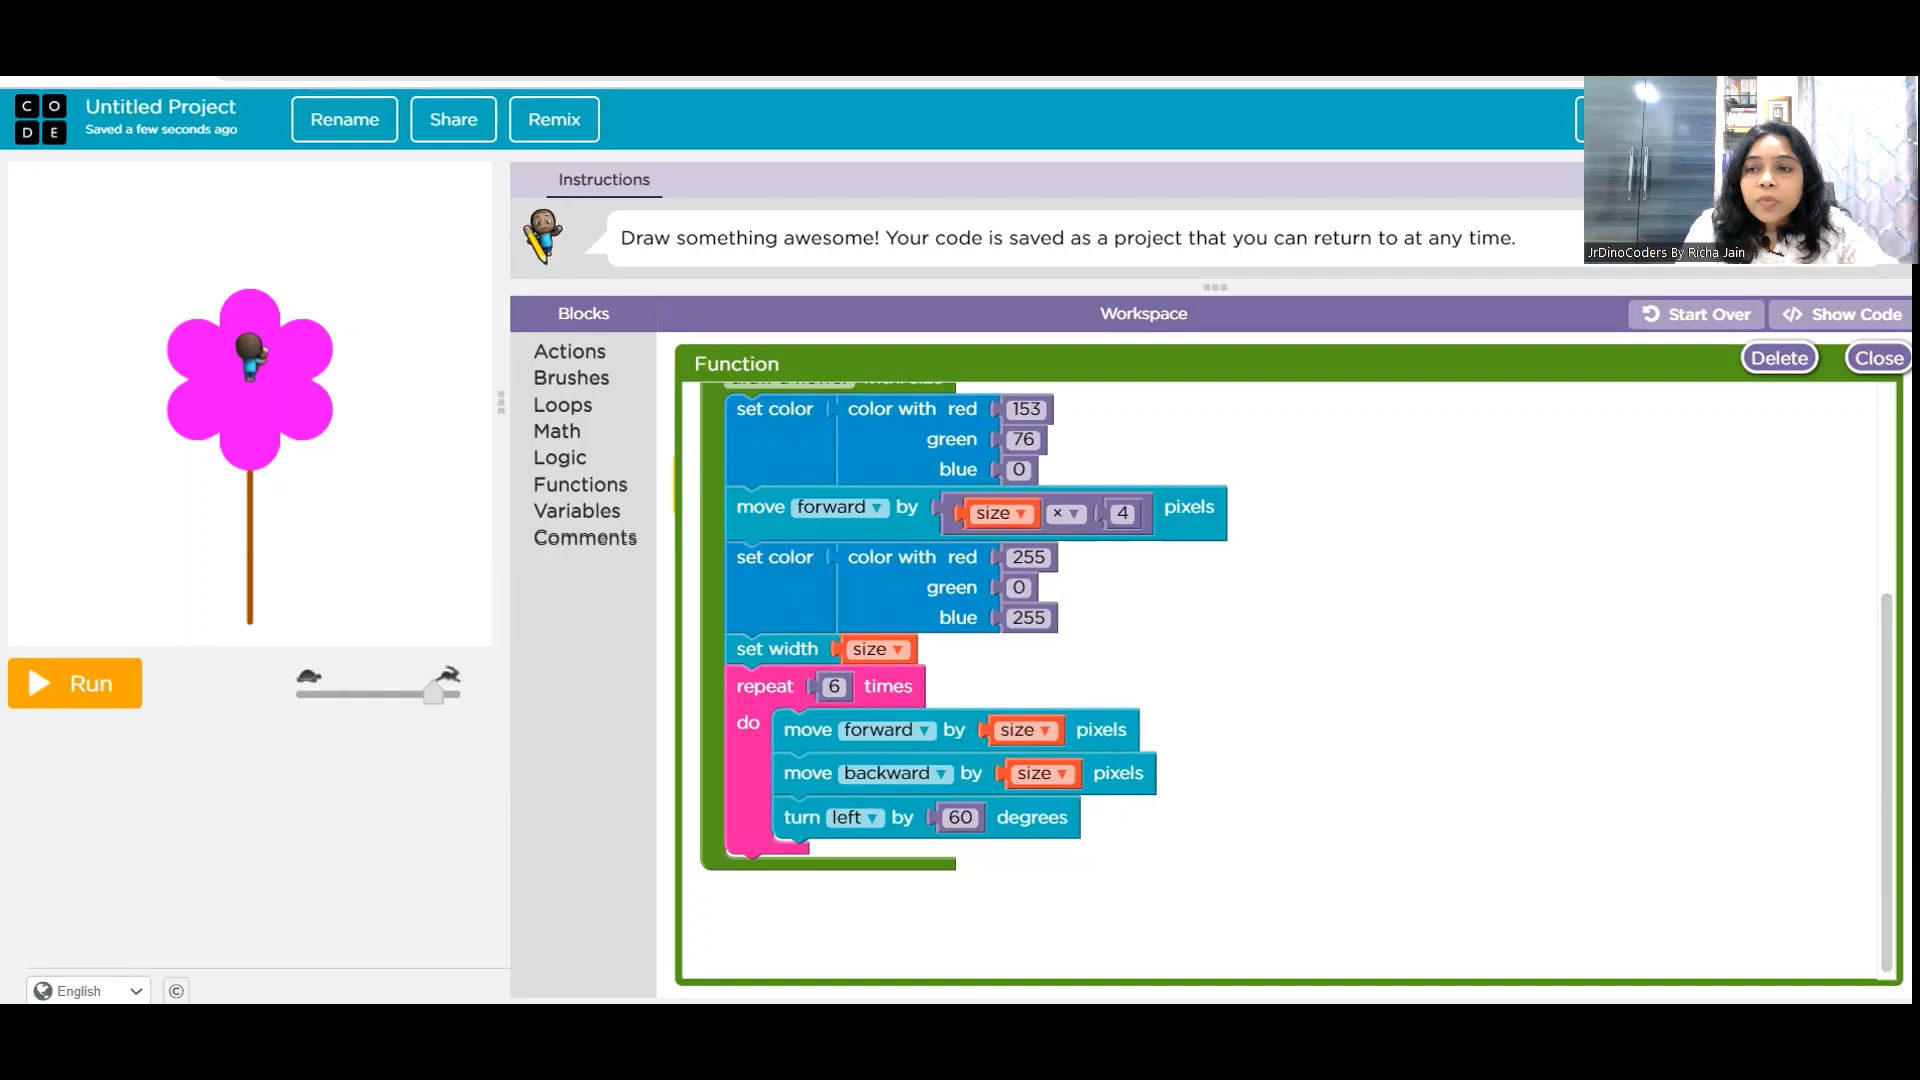 C O
D E
Untitled Project
Saved a few seconds ago
Rename
Share
Remix
JrDinoCoders By Richa Jain
Instructions
Draw something awesome! Your code is saved as a project that you can return to at any time.
Blocks
Workspace
Start Over
</> Show Code
Actions
Brushes
Loops
Math
Logic
Functions
Variables
Comments
Function
Delete
Close
set color color with red 153
green 76
blue 0
move forward by size × 4 pixels
set color color with red 255
green 0
blue 255
set width size
repeat 6 times
do
move forward by size pixels
move backward by size pixels
turn left by 60 degrees
Run
English
©